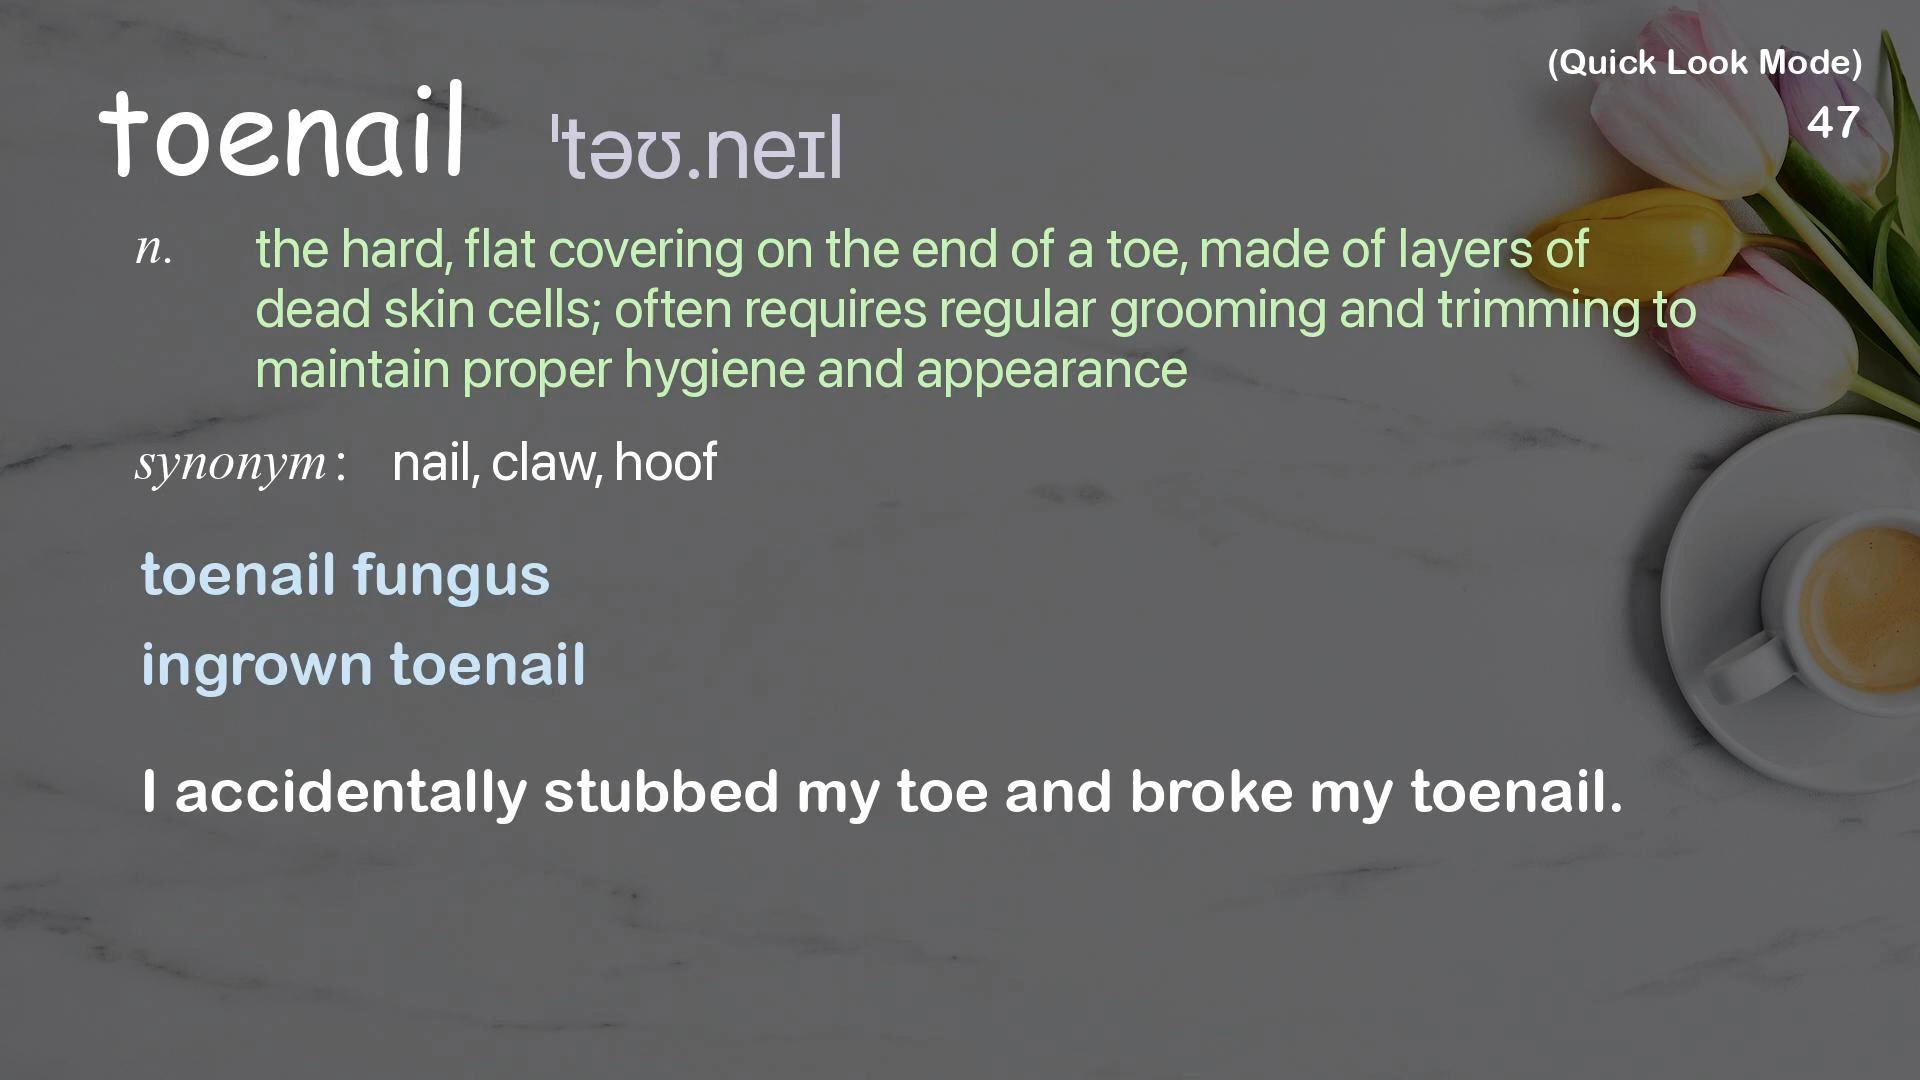 (Quick Look Mode)
47
toenail ˈtəʊ.neɪl
n. the hard, flat covering on the end of a toe, made of layers of
dead skin cells; often requires regular grooming and trimming to
maintain proper hygiene and appearance
synonym: nail, claw, hoof
toenail fungus
ingrown toenail
I accidentally stubbed my toe and broke my toenail.